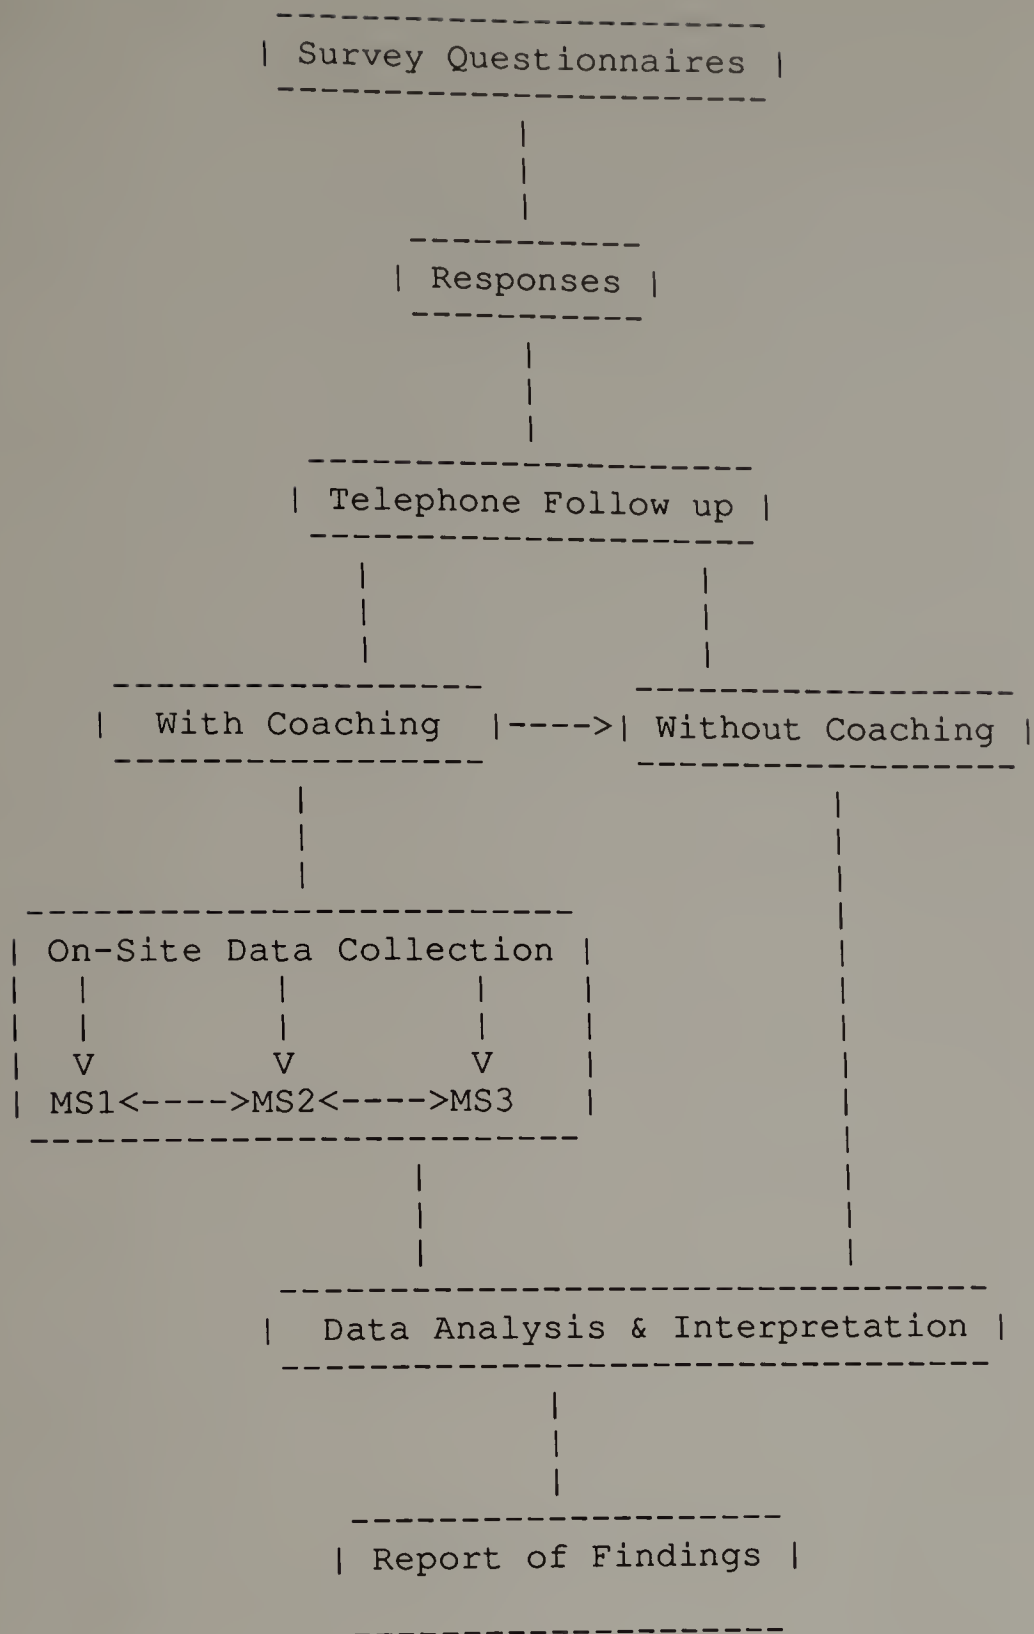 Survey Questionnaires
Responses
Telephone Follow up
With Coaching |---->| Without Coaching
On-Site Data Collection
V V V
MS1<---->MS2<---->MS3
Data Analysis & Interpretation
Report of Findings